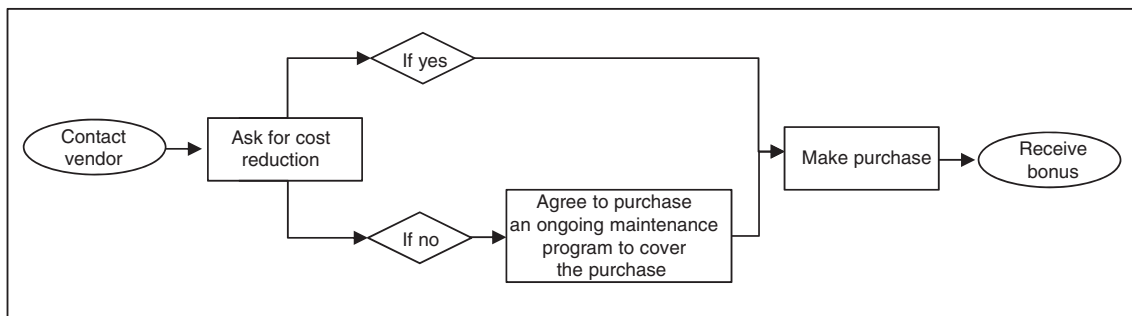 Contact
vendor
Ask for cost
reduction
If yes
If no
Agree to purchase
an ongoing maintenance
program to cover
the purchase
Make purchase
Receive
bonus